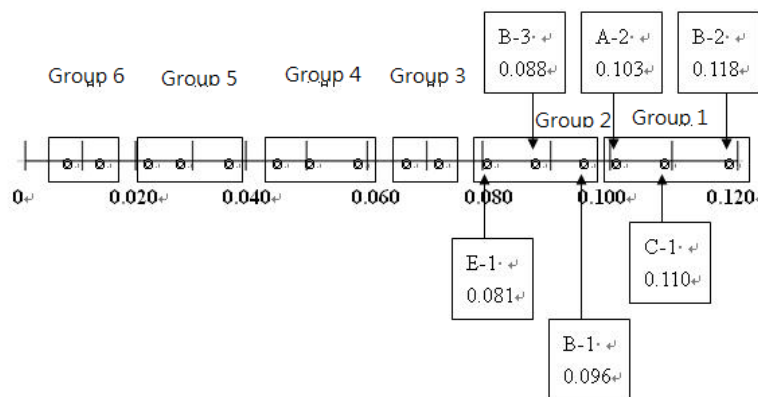 B-3· ↵
0.088↵
A-2· ↵
0.103↵
B-2· ↵
0.118↵
Group 6
Group 5
Group 4
Group 3
Group 2
Group 1
0↵
0.020↵
0.040↵
0.060↵
0.080
0.100↵
0.120↵
E-1· ↵
0.081↵
B-1· ↵
0.096↵
C-1· ↵
0.110↵